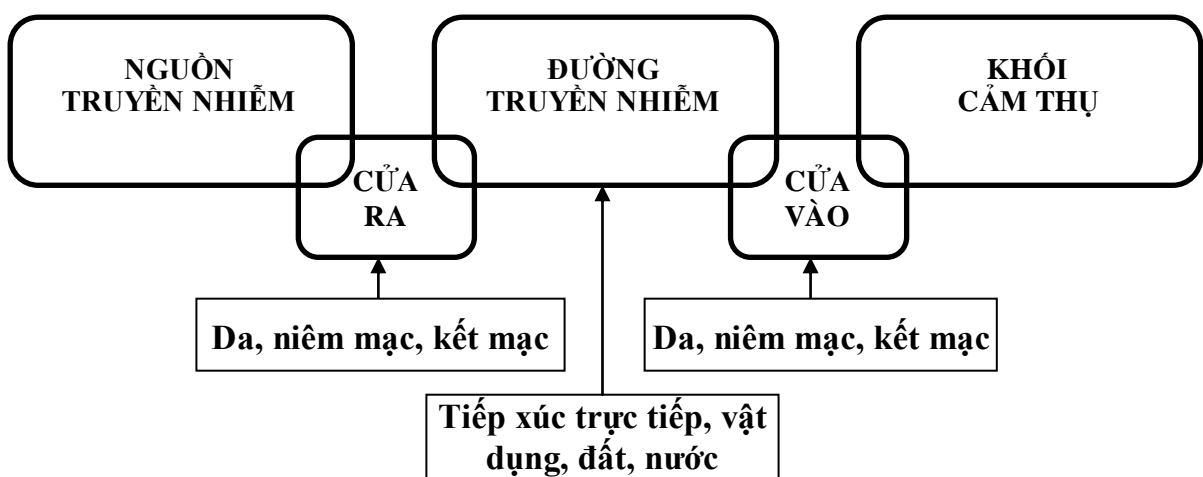 NGUỒN
TRUYỀN NHIỄM
ĐƯỜNG
TRUYỀN NHIỄM
KHỐI
CẢM THỤ
CỬA
RA
CỬA
VÀO
Da, niêm mạc, kết mạc
Da, niêm mạc, kết mạc
Tiếp xúc trực tiếp, vật
dụng, đất, nước